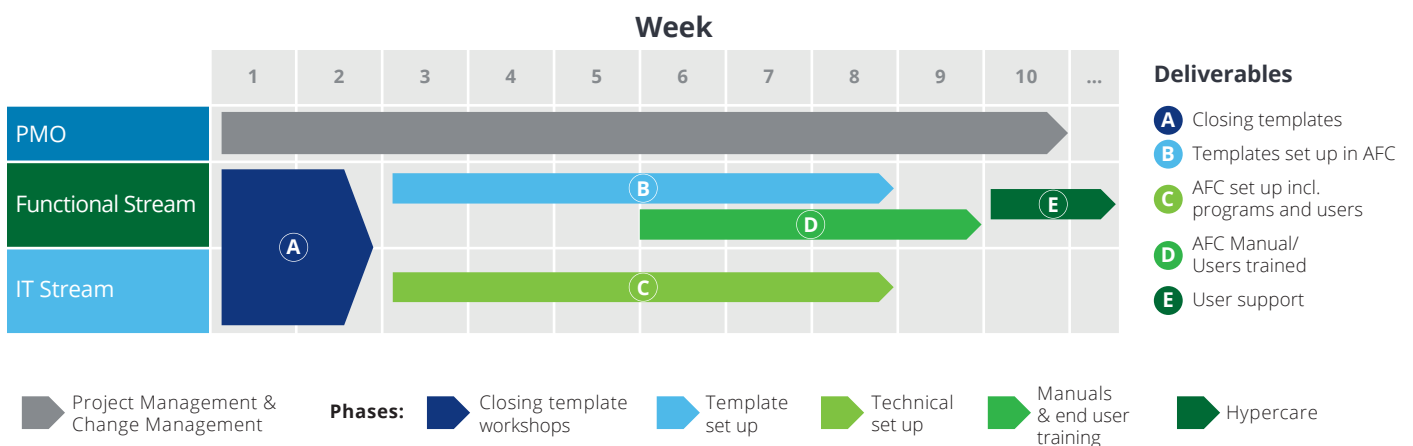 Week
1 2 3 4 5 6 7 8 9 10 ...
PMO
Functional Stream
IT Stream
A
B
D
E
C
Deliverables
A Closing templates
B Templates set up in AFC
C AFC set up incl.
programs and users
D AFC Manual/
Users trained
E User support
Project Management &
Change Management
Phases:
Closing template
workshops
Template
set up
Technical
set up
Manuals
& end user
training
Hypercare